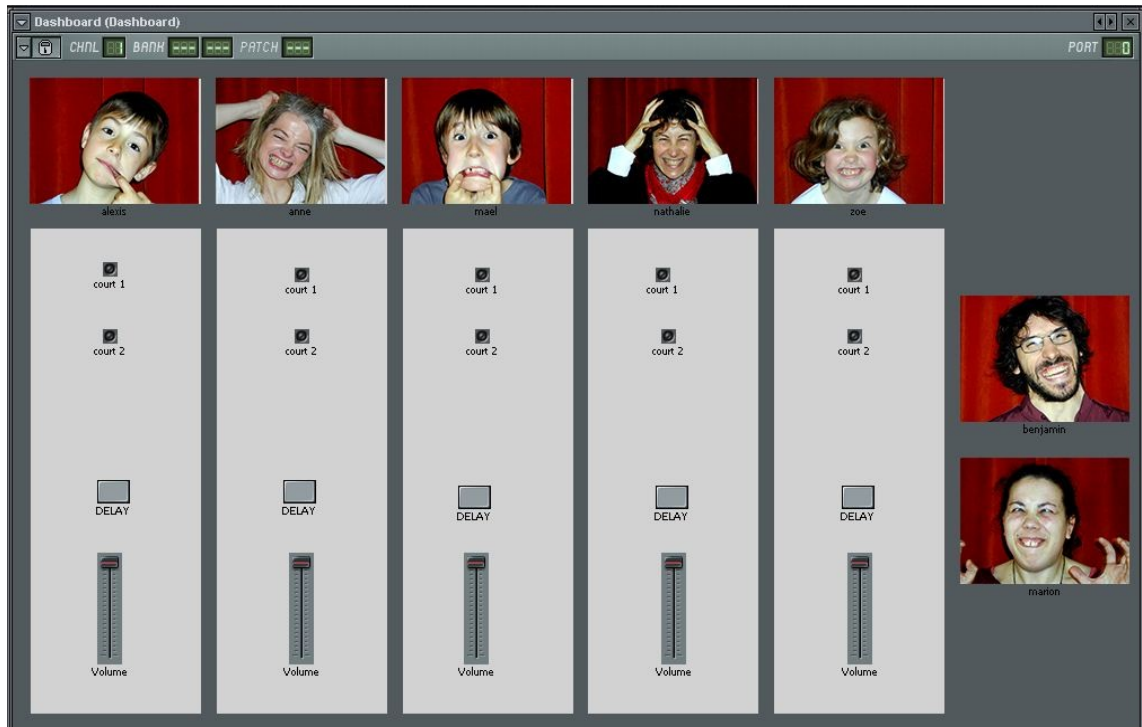 Dashboard (Dashboard)
CHNL 1 BANK --- --- PATCH --- PORT 0
alexis anne mael nathalie zoe
court 1 court 1 court 1 court 1 court 1
court 2 court 2 court 2 court 2 court 2
benjamin
DELAY DELAY DELAY DELAY DELAY
marion
Volume Volume Volume Volume Volume